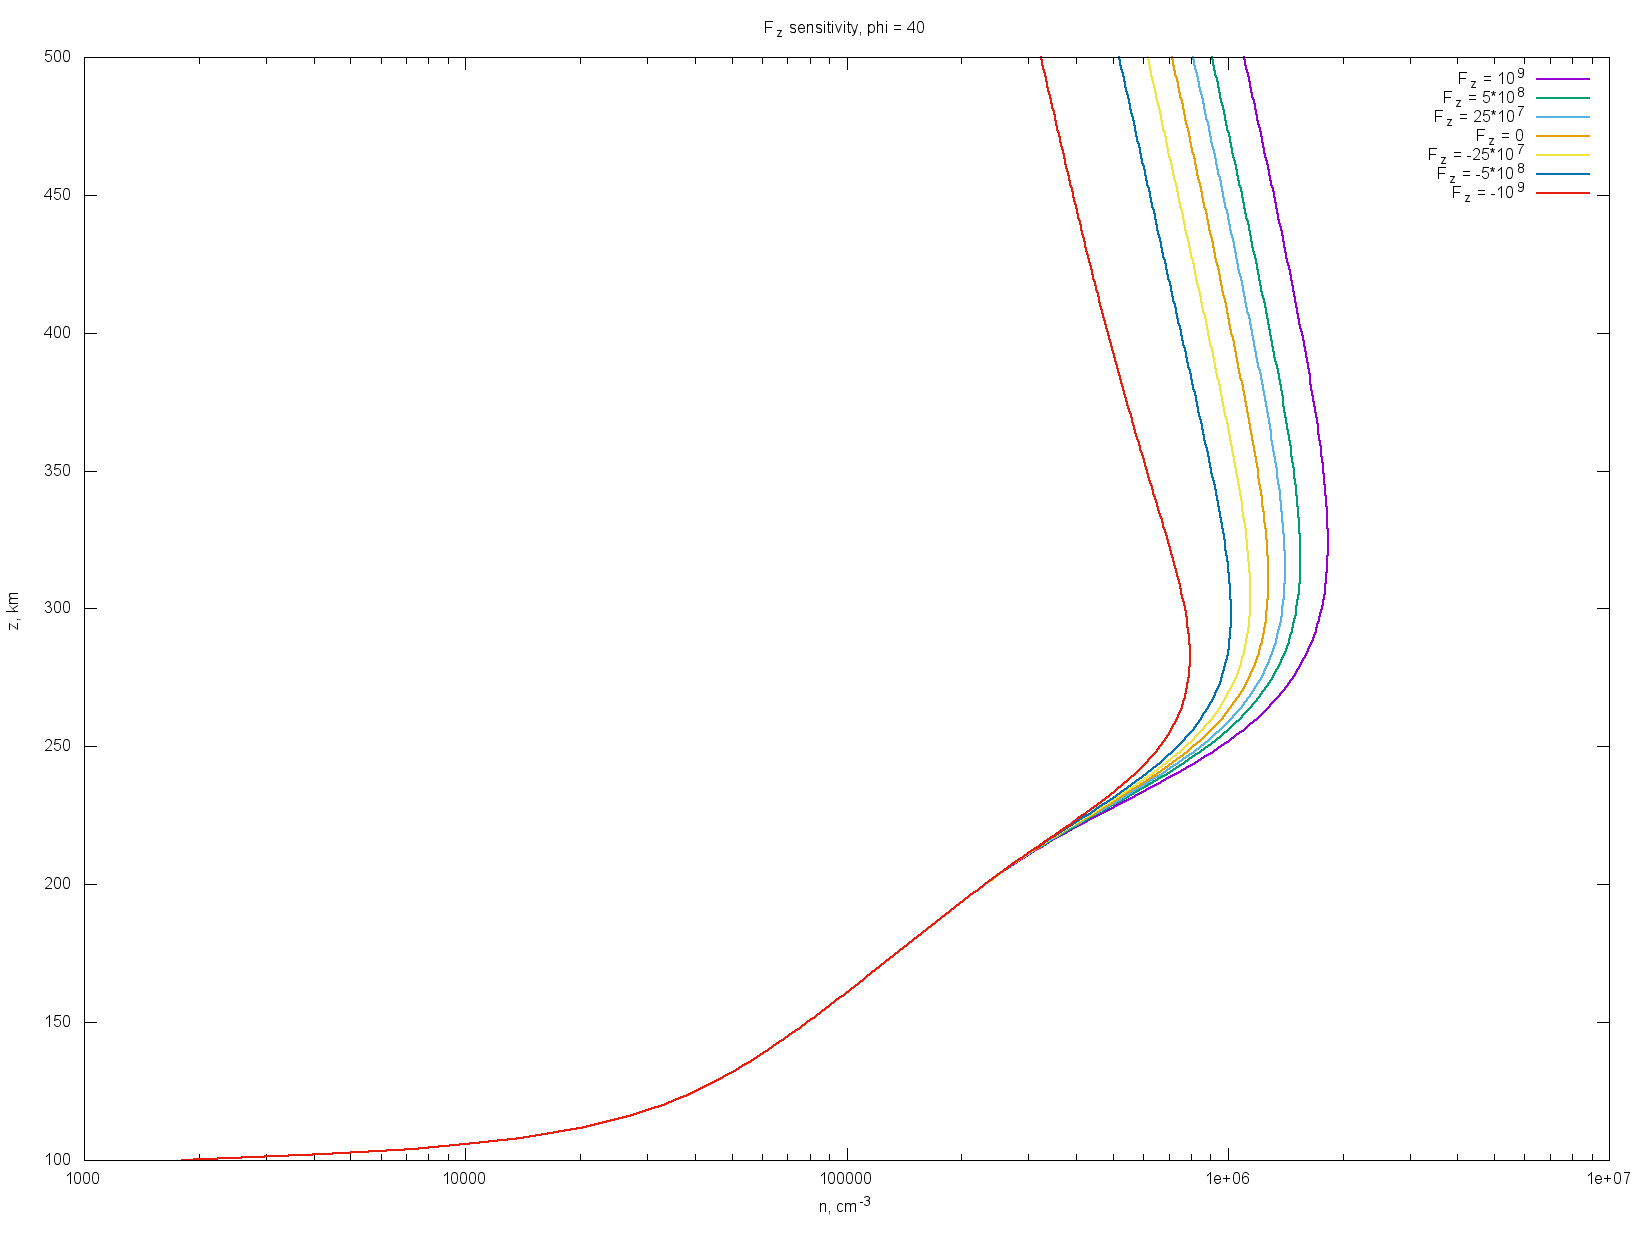 F z sensitivity, phi = 40
500
450
400
350
300
250
200
150
100
z, km
F z = 10 9
F z = 5*10 8
F z = 25*10 7
F z = 0
F z = -25*10 7
F z = -5*10 8
F z = -10 9
1000 10000 100000 1e+06 1e+07
n, cm-3